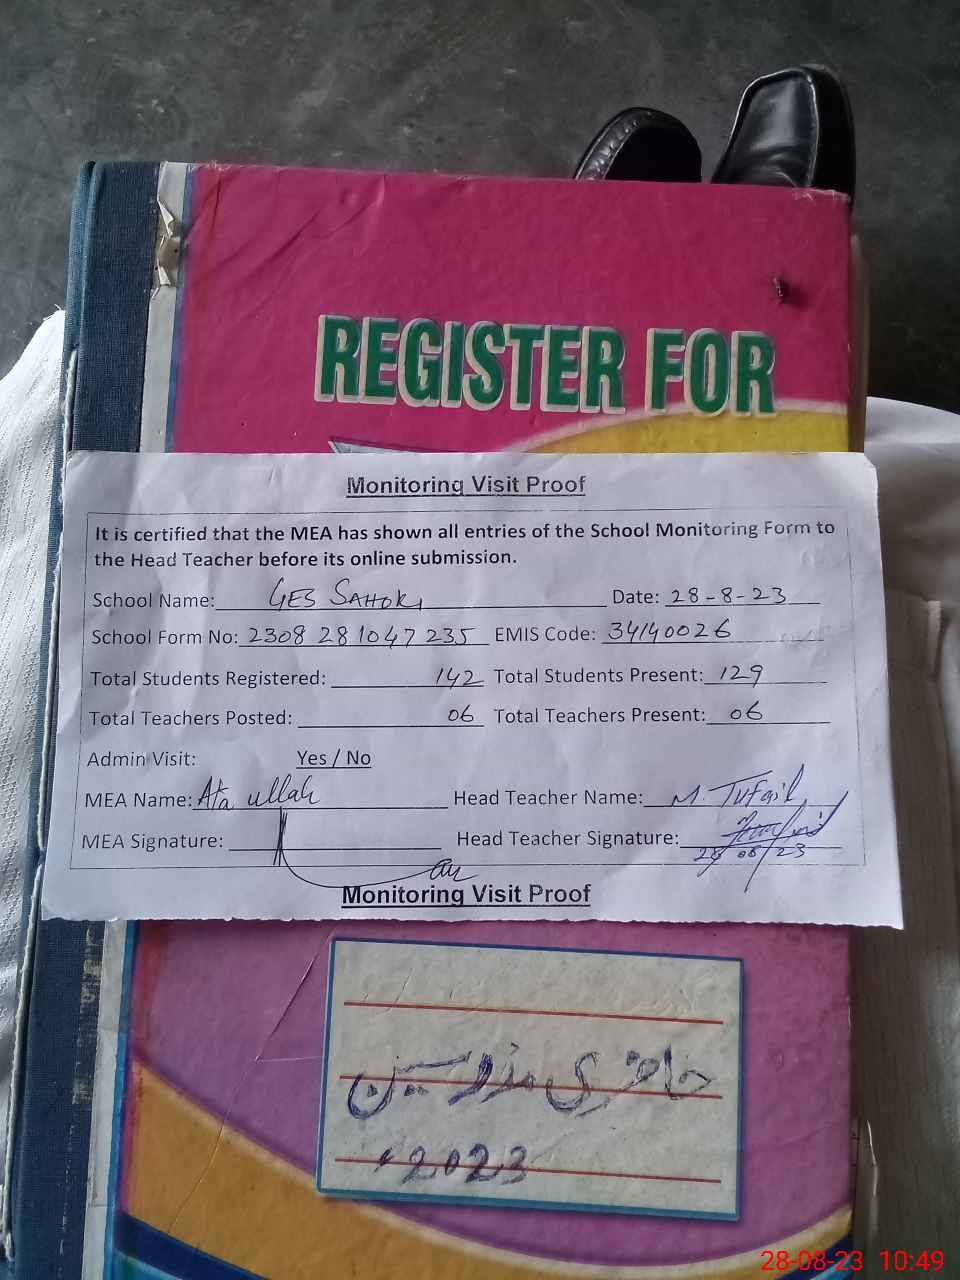 REGISTER FOR
Monitoring Visit Proof
It is certified that the MEA has shown all entries of the School Monitoring Form to
the Head Teacher before its online submission.
School Name: GES SAHOKI Date: 28-8-23
School Form No: 2308 281047 235 EMIS Code: 34140026
Total Students Registered: 142 Total Students Present: 129
Total Teachers Posted: 06 Total Teachers Present: 06
Admin Visit: Yes / No
MEA Name: Ata ullah Head Teacher Name: M. Tufail
MEA Signature: Head Teacher Signature:
28/08/23
Monitoring Visit Proof
حاضری مدرسین
2023
28-08-23 10:49